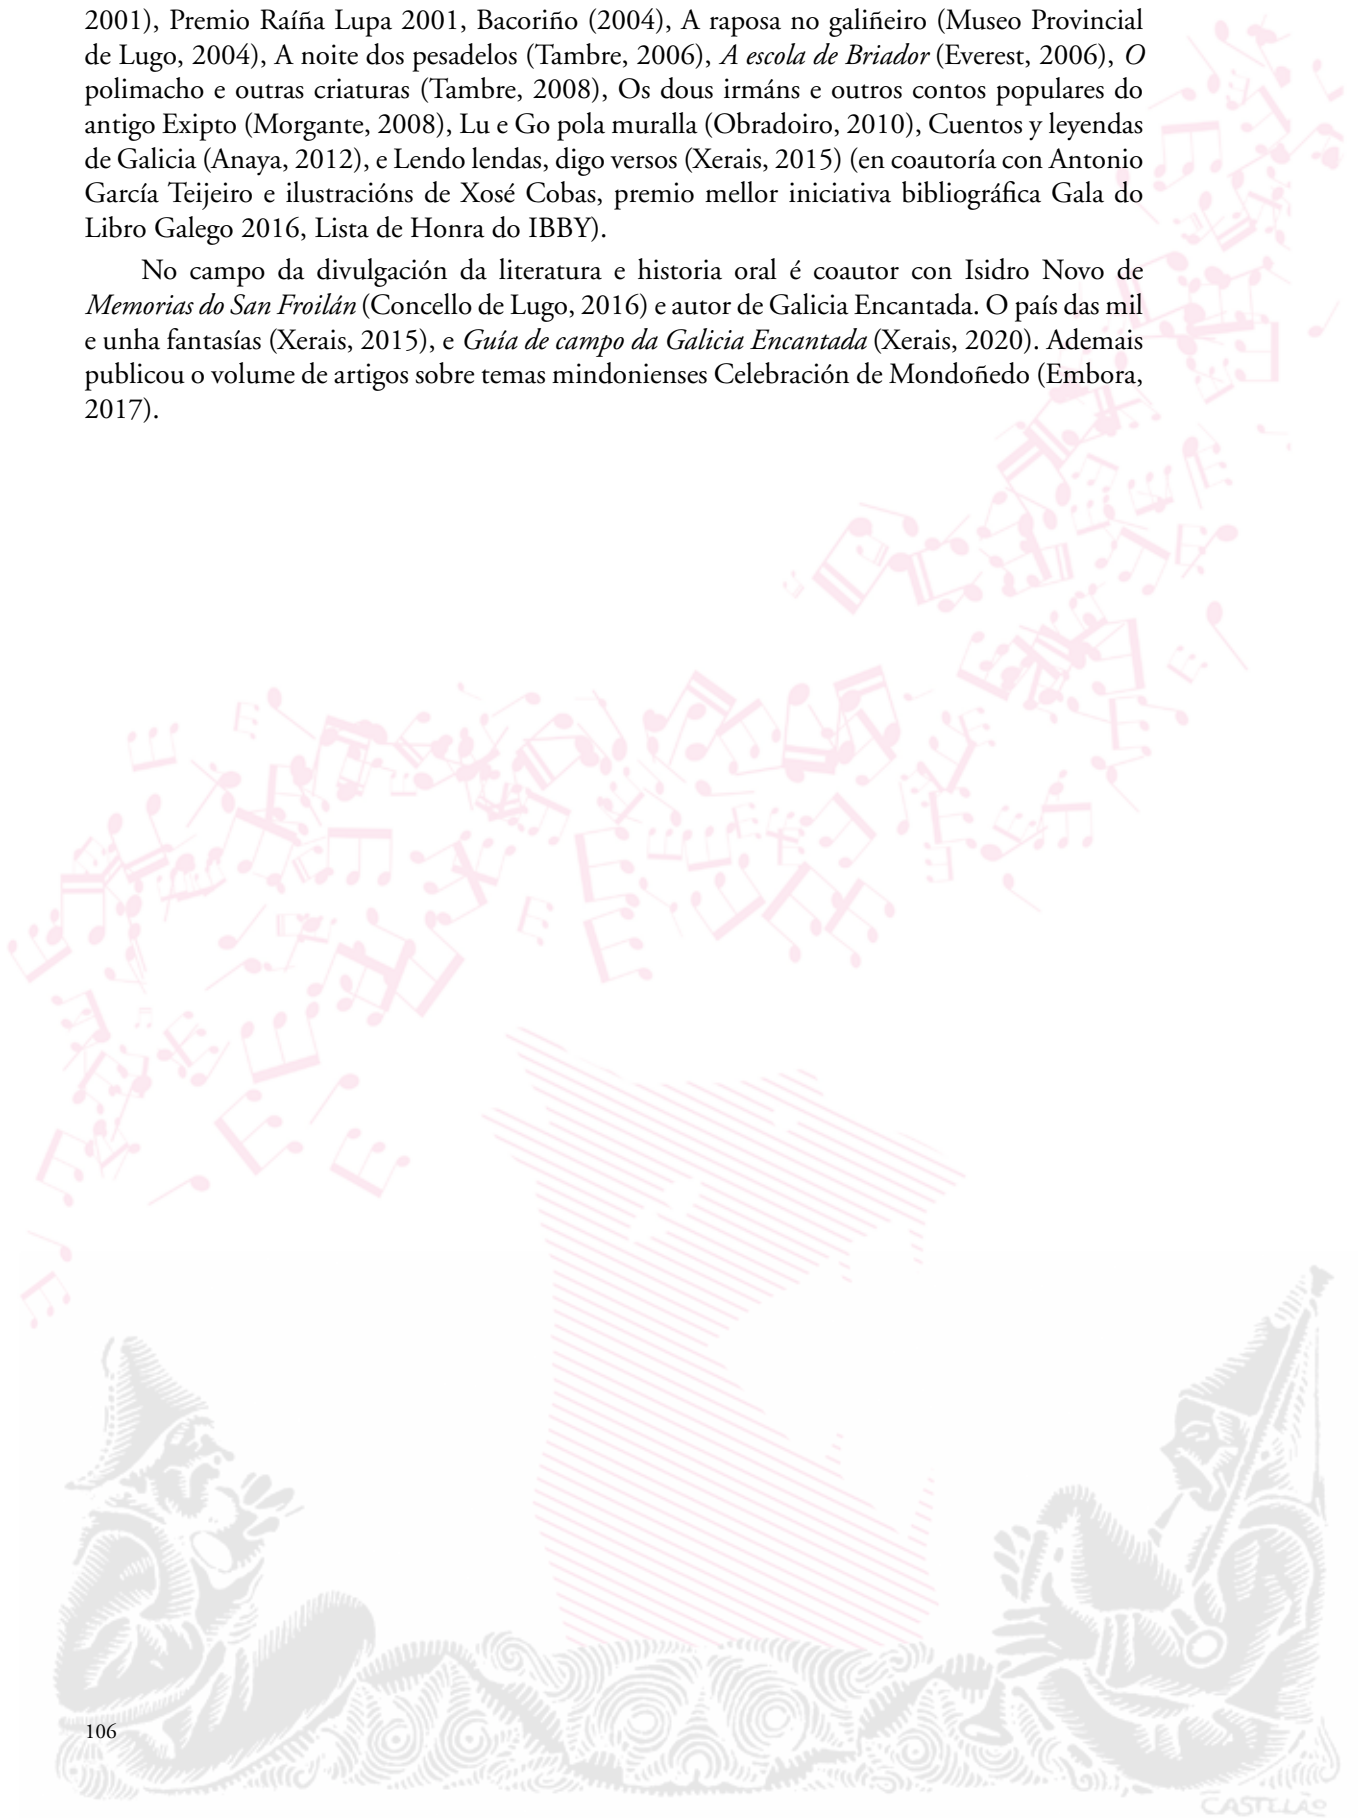 2001), Premio Raíña Lupa 2001, Bacoriño (2004), A raposa no galiñeiro (Museo Provincial
de Lugo, 2004), A noite dos pesadelos (Tambre, 2006), A escola de Briador (Everest, 2006), O
polimacho e outras criaturas (Tambre, 2008), Os dous irmáns e outros contos populares do
antigo Exipto (Morgante, 2008), Lu e Go pola muralla (Obradoiro, 2010), Cuentos y leyendas
de Galicia (Anaya, 2012), e Lendo lendas, digo versos (Xerais, 2015) (en coautoría con Antonio
García Teijeiro e ilustracións de Xosé Cobas, premio mellor iniciativa bibliográfica Gala do
Libro Galego 2016, Lista de Honra do IBBY).
No campo da divulgación da literatura e historia oral é coautor con Isidro Novo de
Memorias do San Froilán (Concello de Lugo, 2016) e autor de Galicia Encantada. O país das mil
e unha fantasías (Xerais, 2015), e Guía de campo da Galicia Encantada (Xerais, 2020). Ademais
publicou o volume de artigos sobre temas mindonienses Celebración de Mondoñedo (Embora,
2017).
106
CASTELAO